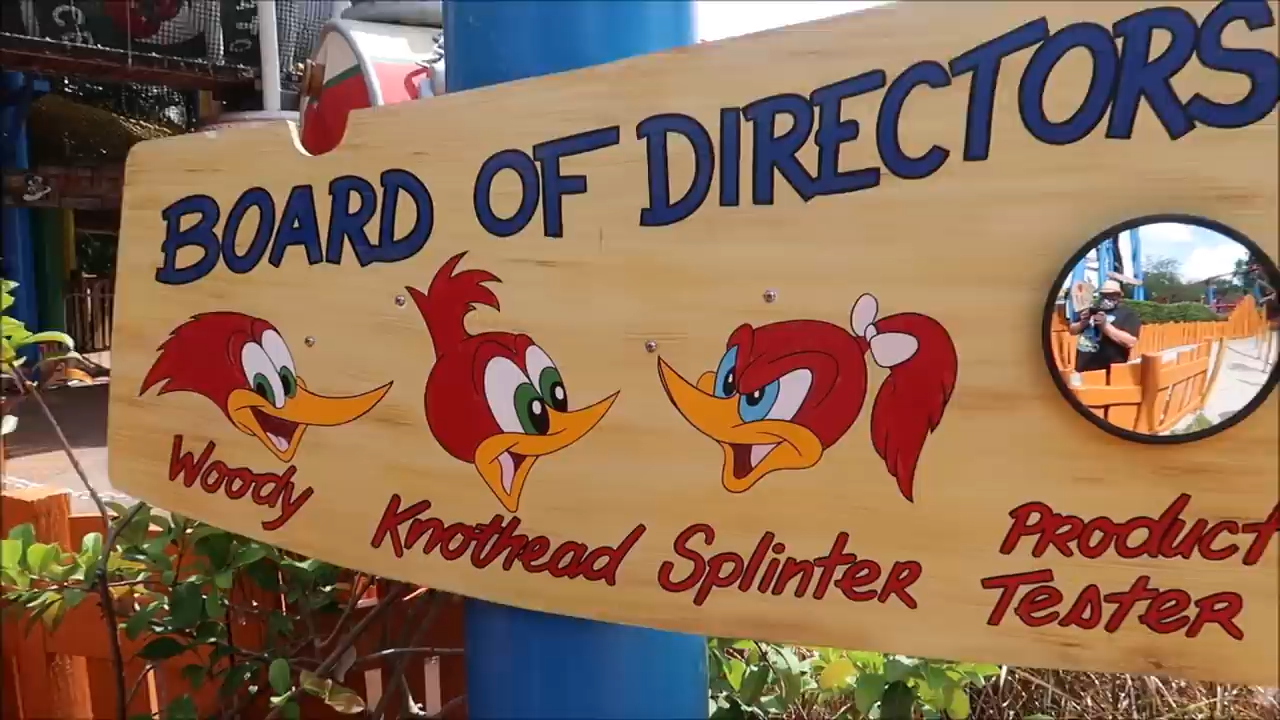 BOARD OF DIRECTORS
Woody
Knothead
Splinter
Product
Tester